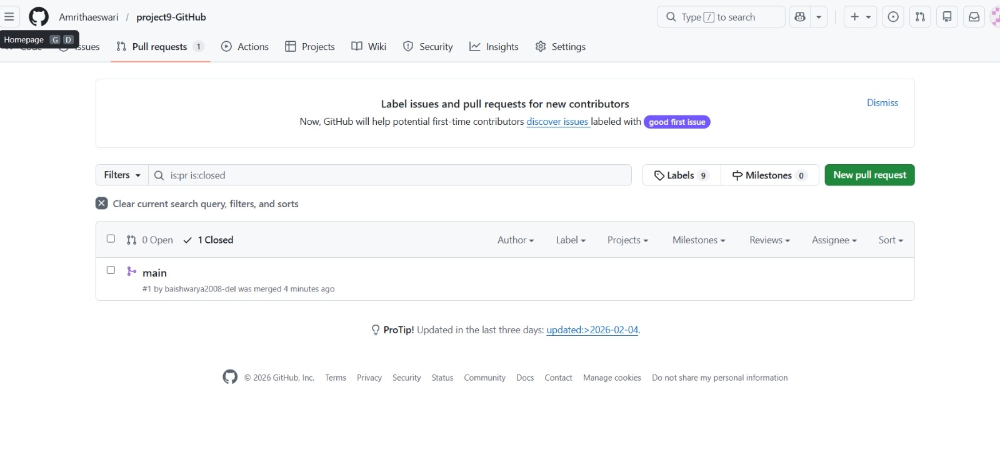 Amrithaeswari / project9-GitHub
Type / to search
Homepage G D
Code
Issues
Pull requests 1
Actions
Projects
Wiki
Security
Insights
Settings
Label issues and pull requests for new contributors
Dismiss
Now, GitHub will help potential first-time contributors discover issues labeled with good first issue
Filters
is:pr is:closed
Labels 9
Milestones 0
New pull request
Clear current search query, filters, and sorts
0 Open
1 Closed
Author
Label
Projects
Milestones
Reviews
Assignee
Sort
main
#1 by baishwarya2008-del was merged 4 minutes ago
ProTip! Updated in the last three days: updated:>2026-02-04.
© 2026 GitHub, Inc.
Terms
Privacy
Security
Status
Community
Docs
Contact
Manage cookies
Do not share my personal information